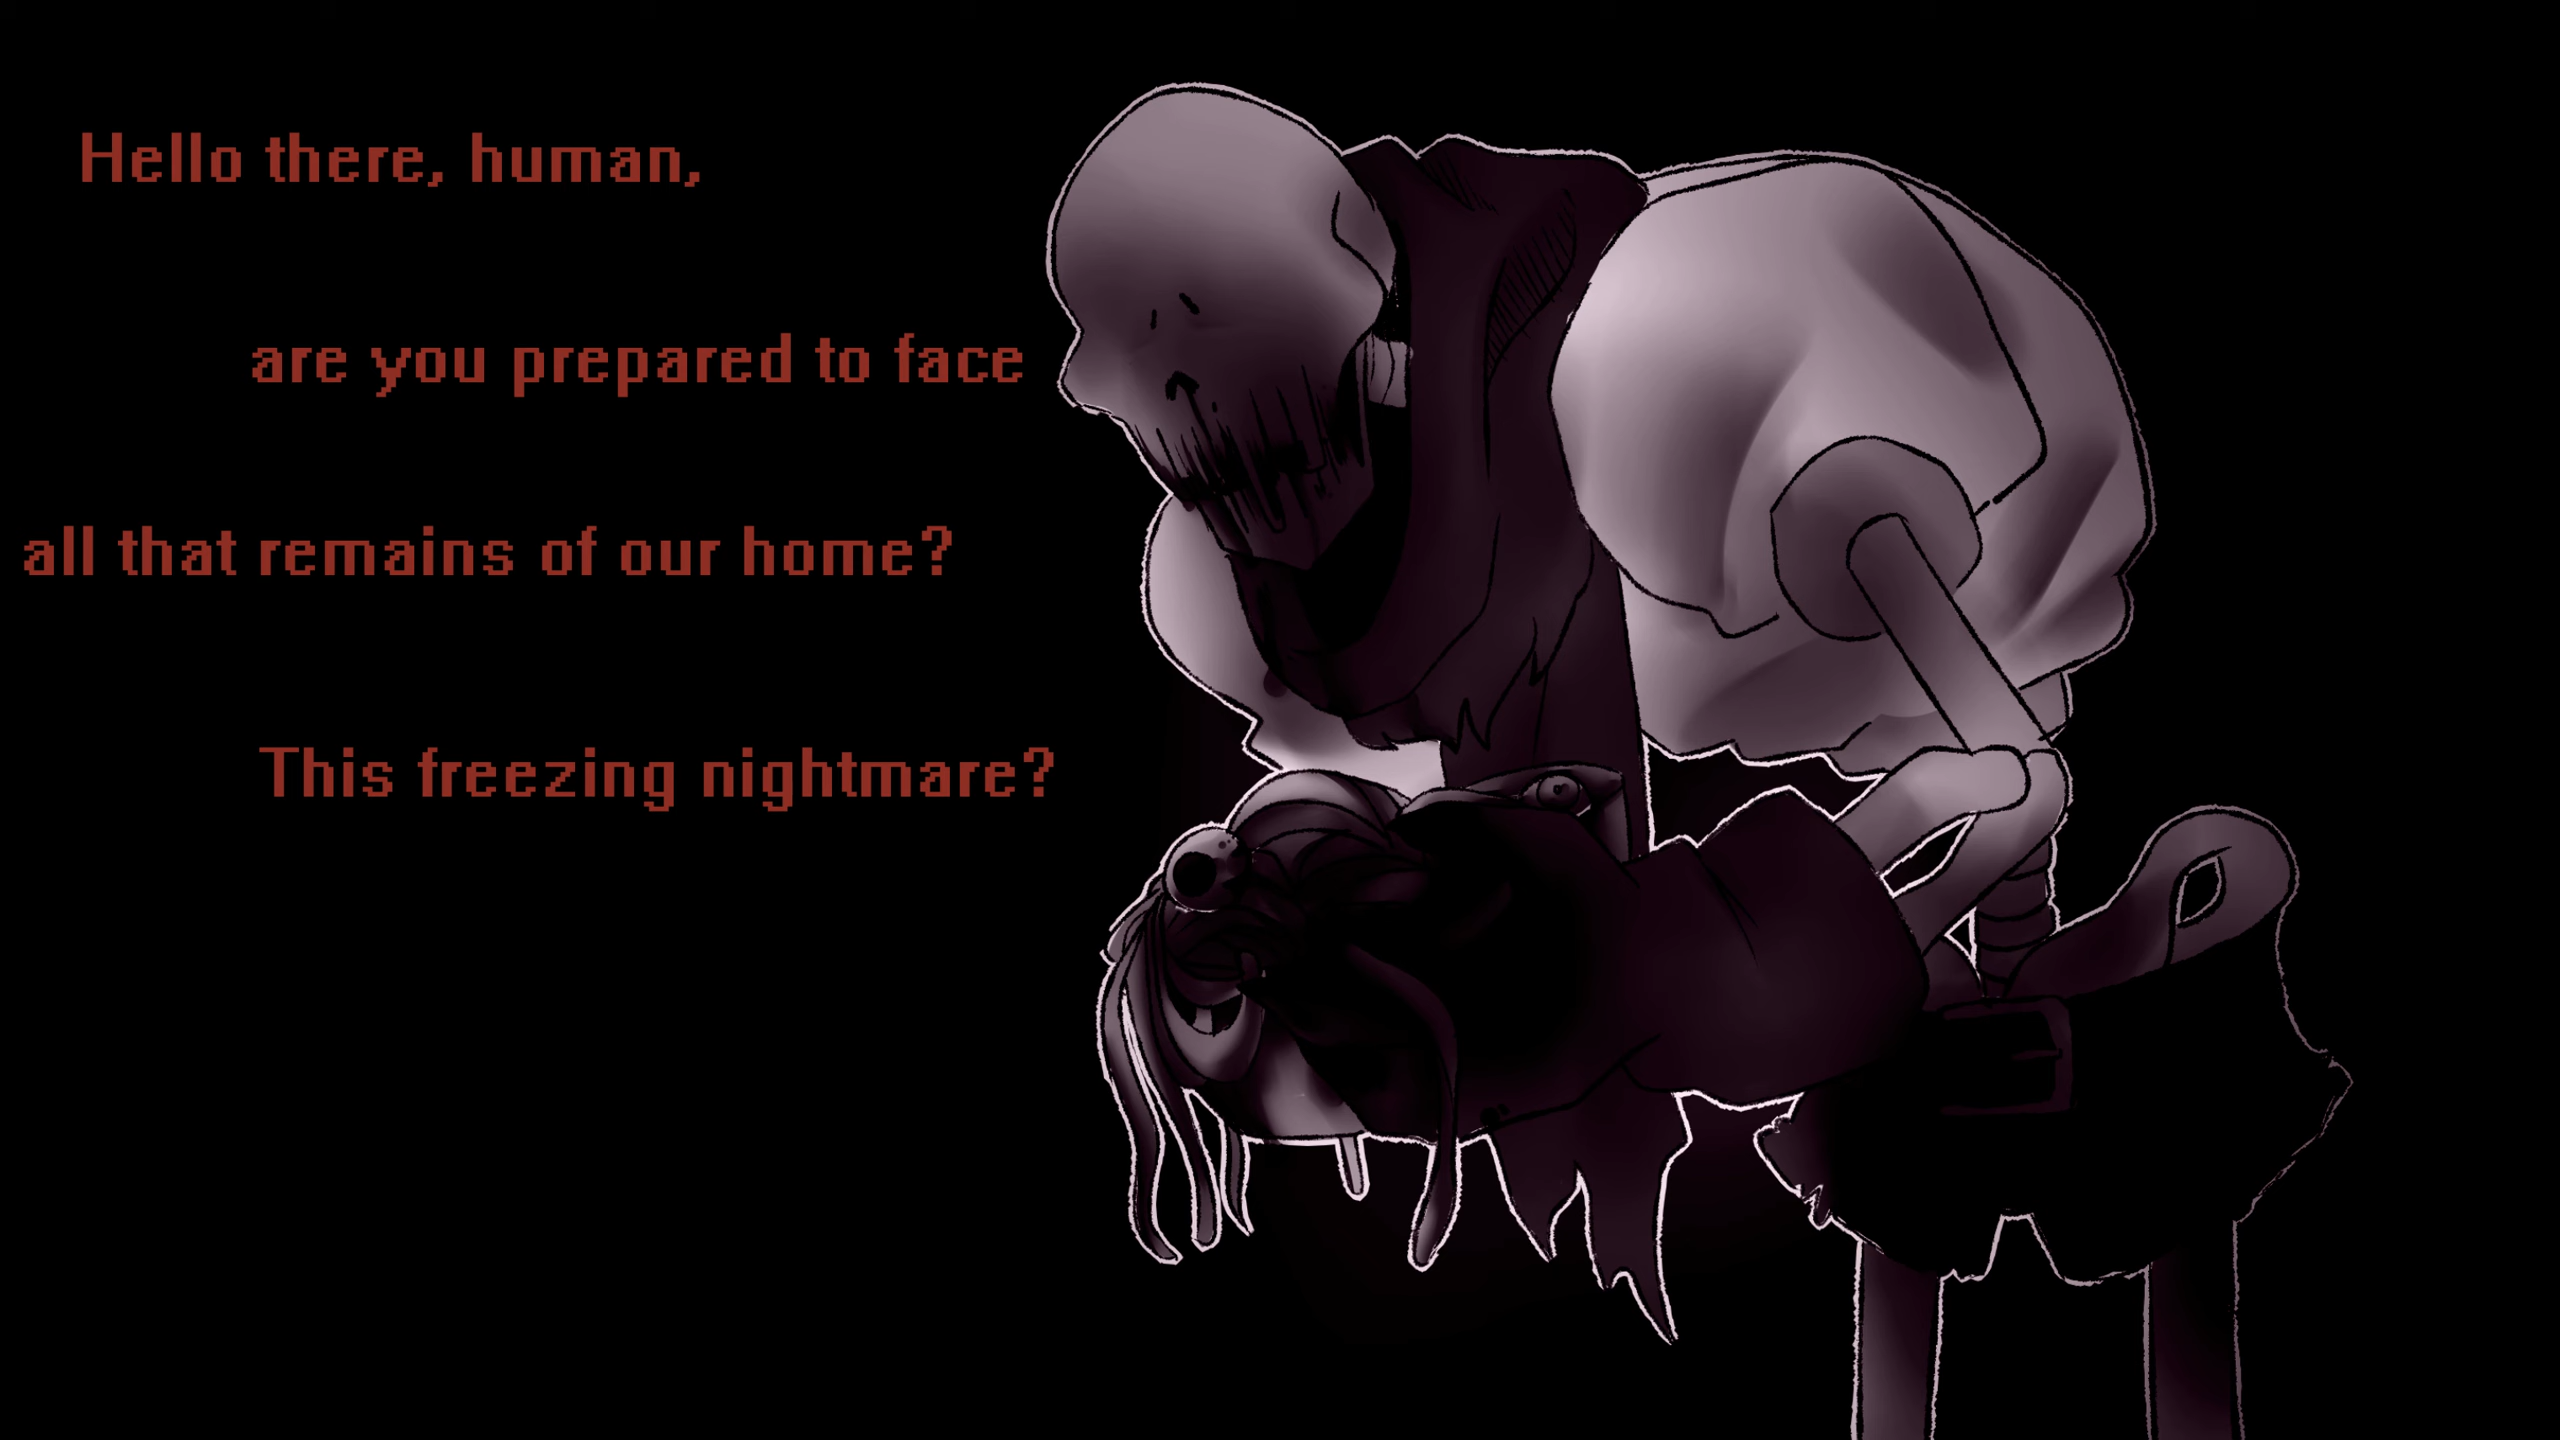 Hello there, human,
are you prepared to face
all that remains of our home?
This freezing nightmare?